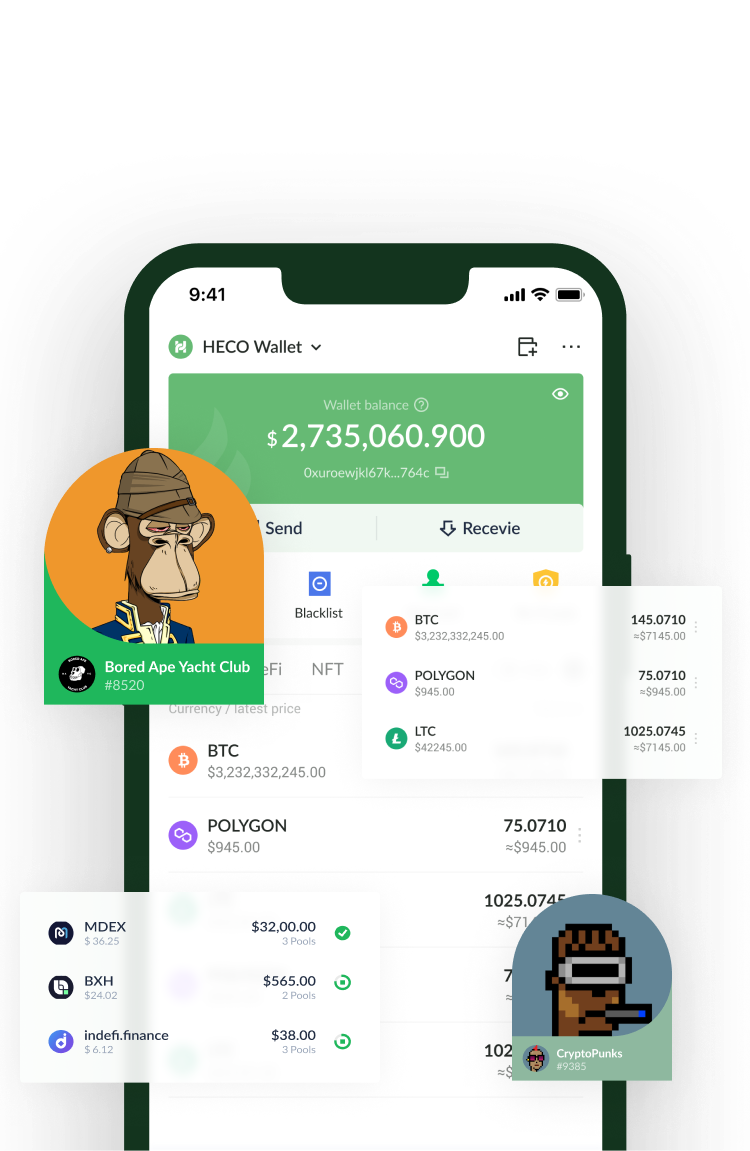 9:41
HECO Wallet
Wallet balance
$ 2,735,060.900
0xuroewjkl67k...764c
Send
Recevie
Blacklist
Bored Ape Yacht Club
#8520
eFi NFT
Currency / latest price
BTC 145.0710
$3,232,332,245.00 ≈$7145.00
POLYGON 75.0710
$945.00 ≈$945.00
LTC 1025.0745
$42245.00 ≈$7145.00
BTC
$3,232,332,245.00
POLYGON 75.0710
$945.00 ≈$945.00
1025.0745
≈$71
MDEX $32,00.00
$ 36.25 3 Pools
BXH $565.00
$24.02 2 Pools
indefi.finance $38.00
$ 6.12 3 Pools
7
102
CryptoPunks
#9385